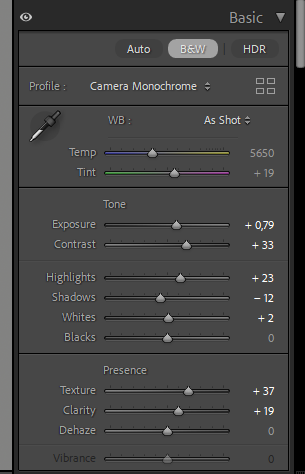 Basic
Auto B&W HDR
Profile : Camera Monochrome
WB : As Shot
Temp 5650
Tint + 19
Tone
Exposure + 0,79
Contrast + 33
Highlights + 23
Shadows − 12
Whites + 2
Blacks 0
Presence
Texture + 37
Clarity + 19
Dehaze 0
Vibrance 0